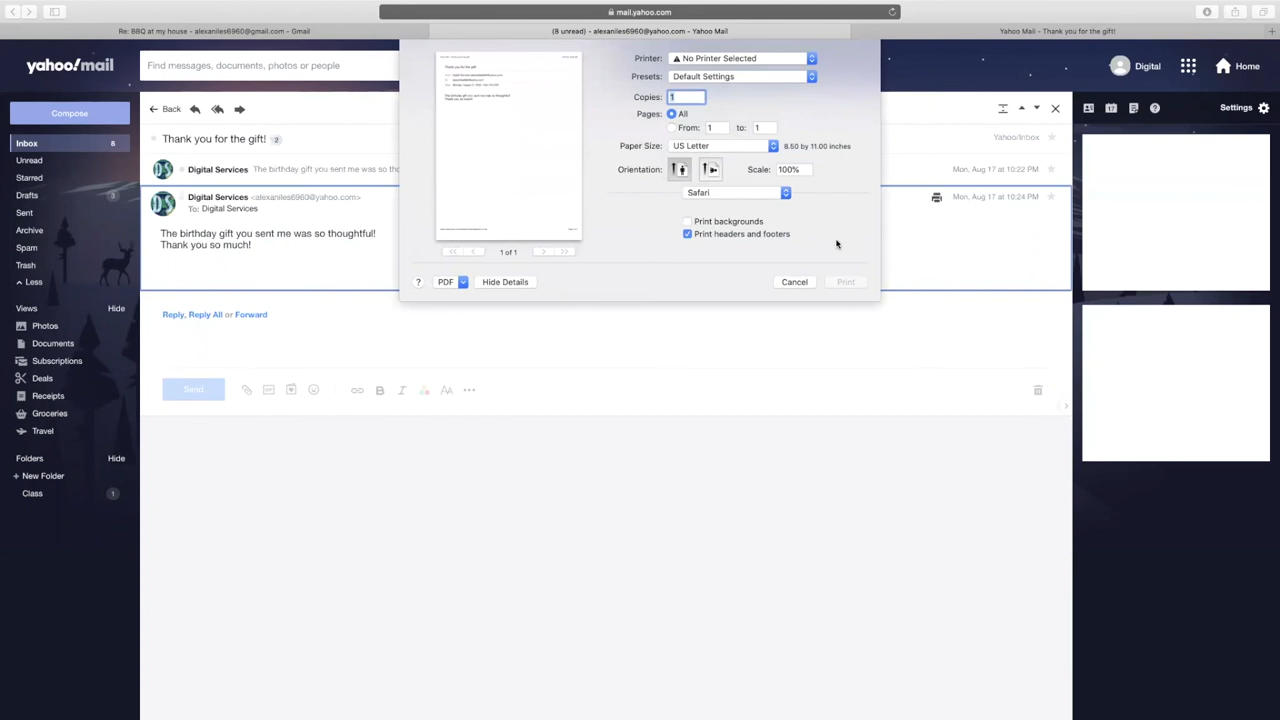 mail.yahoo.com
Re: BBQ at my house - alexaniles6960@gmail.com - Gmail
(8 unread) - alexaniles6960@yahoo.com - Yahoo Mail
Yahoo Mail - Thank you for the gift!
yahoo!mail
Find messages, documents, photos or people
Digital
Home
Compose
Back
Settings
Inbox 8
Unread
Starred
Drafts 3
Sent
Archive
Spam
Trash
Less
Views Hide
Photos
Documents
Subscriptions
Deals
Receipts
Groceries
Travel
Folders Hide
+ New Folder
Class 1
Thank you for the gift! 2
Yahoo/Inbox
Digital Services The birthday gift you sent me was so tho
Mon, Aug 17 at 10:22 PM
Digital Services <alexaniles6960@yahoo.com>
Mon, Aug 17 at 10:24 PM
To: Digital Services
The birthday gift you sent me was so thoughtful!
Thank you so much!
Reply, Reply All or Forward
Send
Printer: No Printer Selected
Presets: Default Settings
Copies: 1
Pages: All
From: 1 to: 1
Paper Size: US Letter 8.50 by 11.00 inches
Orientation: Scale: 100%
Safari
Print backgrounds
Print headers and footers
1 of 1
? PDF Hide Details Cancel Print